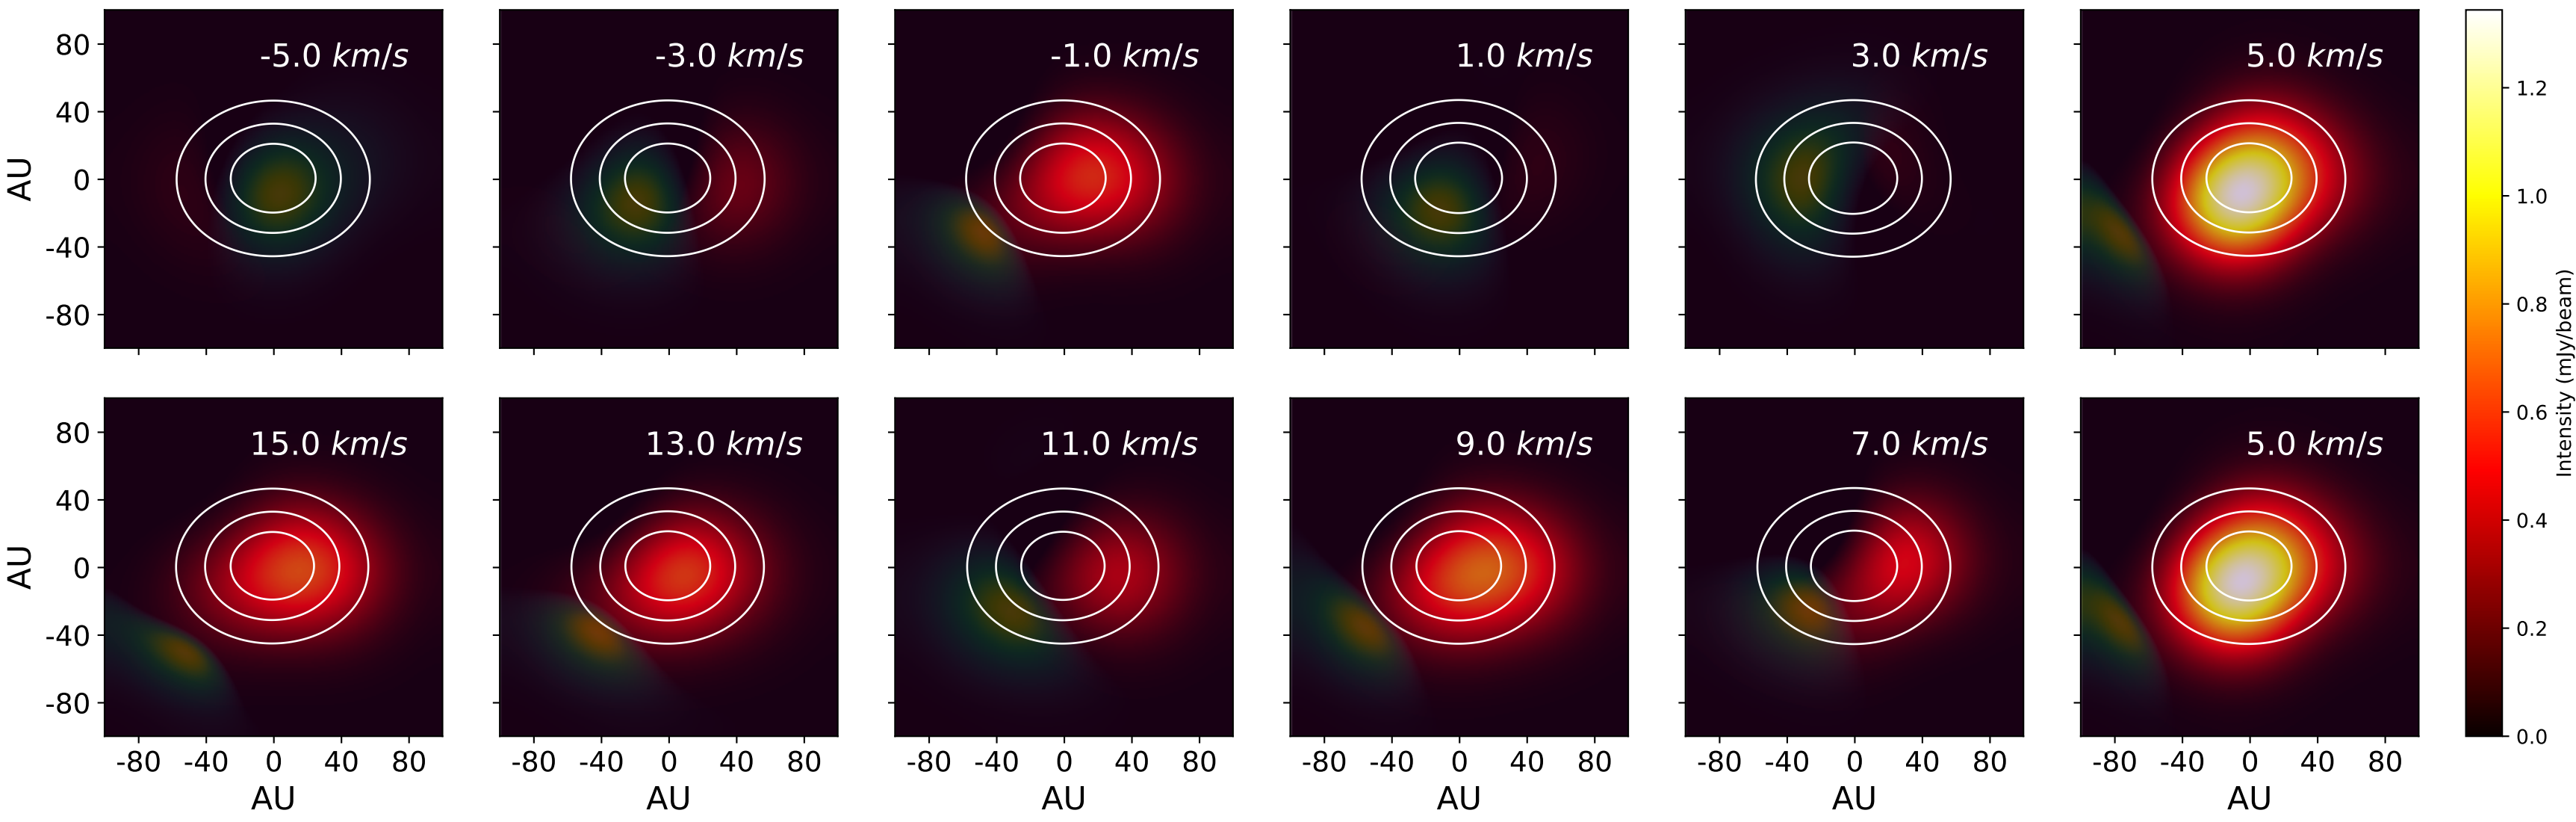 -5.0 km/s
-3.0 km/s
-1.0 km/s
1.0 km/s
3.0 km/s
5.0 km/s
80
40
0
-40
-80
AU
15.0 km/s
13.0 km/s
11.0 km/s
9.0 km/s
7.0 km/s
5.0 km/s
80
40
0
-40
-80
AU
-80 -40 0 40 80
-80 -40 0 40 80
-80 -40 0 40 80
-80 -40 0 40 80
-80 -40 0 40 80
-80 -40 0 40 80
AU
AU
AU
AU
AU
AU
1.2
1.0
0.8
0.6
0.4
0.2
0.0
Intensity (mJy/beam)